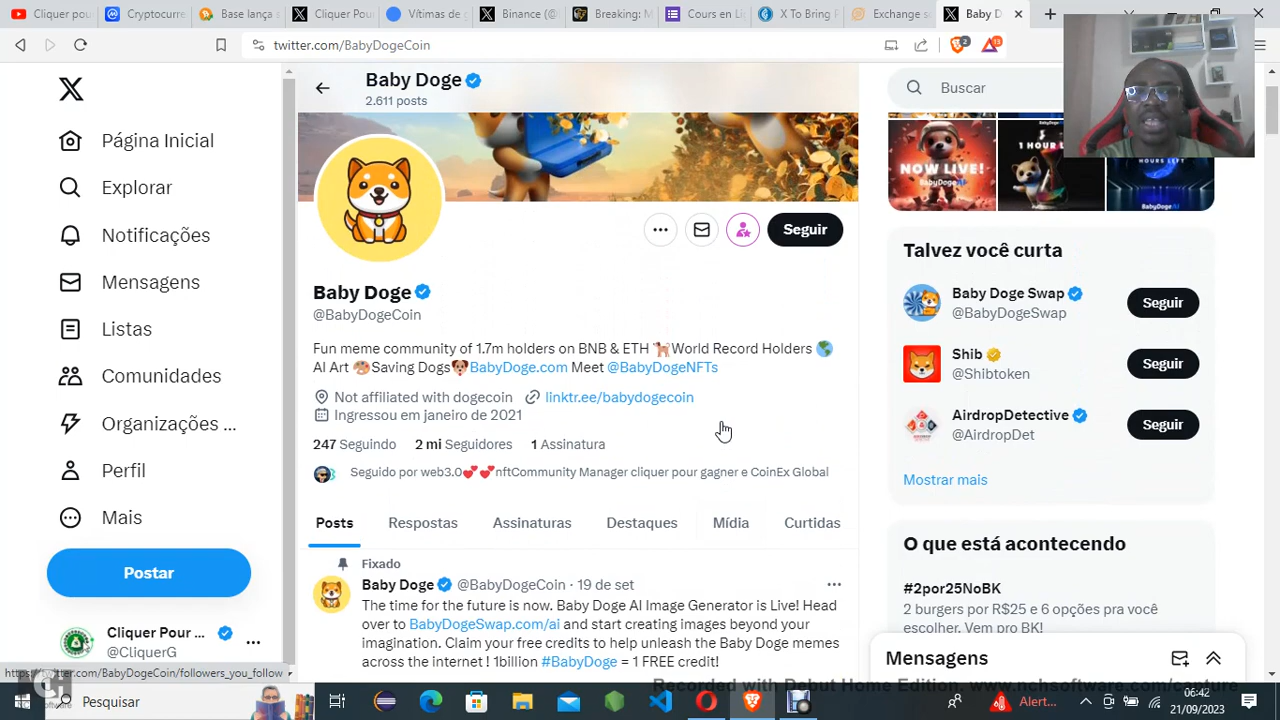 Cliquer Pou
Cryptocurre
Base lança s
Cliquer Pou
Vítimas de g
Binance (@
Breaking: M
Cours en Lig
X To Bring P
Exchange s
Baby D
twitter.com/BabyDogeCoin
2
13
Baby Doge
2.611 posts
Buscar
Página Inicial
Explorar
Notificações
Mensagens
Listas
Comunidades
Organizações ...
Perfil
Mais
Postar
Cliquer Pour ...
@CliquerG
https://twitter.com/BabyDogeCoin/followers_you_follow
Seguir
Baby Doge
@BabyDogeCoin
Fun meme community of 1.7m holders on BNB & ETH 🐕World Record Holders 🌎
AI Art 🎨Saving Dogs🐶BabyDoge.com Meet @BabyDogeNFTs
Not affiliated with dogecoin linktr.ee/babydogecoin
Ingressou em janeiro de 2021
247 Seguindo 2 mi Seguidores 1 Assinatura
Seguido por web3.0💕💕nftCommunity Manager cliquer pour gagner e CoinEx Global
Posts Respostas Assinaturas Destaques Mídia Curtidas
Fixado
Baby Doge @BabyDogeCoin · 19 de set
The time for the future is now. Baby Doge AI Image Generator is Live! Head
over to BabyDogeSwap.com/ai and start creating images beyond your
imagination. Claim your free credits to help unleash the Baby Doge memes
across the internet ! 1billion #BabyDoge = 1 FREE credit!
NOW LIVE!
BabyDogeAI
1 HOUR L
HOURS LEFT
BabyDogeAI
Talvez você curta
Baby Doge Swap
@BabyDogeSwap
Seguir
Shib
@Shibtoken
Seguir
AirdropDetective
@AirdropDet
Seguir
Mostrar mais
O que está acontecendo
#2por25NoBK
2 burgers por R$25 e 6 opções pra você
escolher. Vem pro BK!
Mensagens
Recorded with Debut Home Edition. www.nchsoftware.com/capture
Pesquisar
Alert...
06:42
21/09/2023